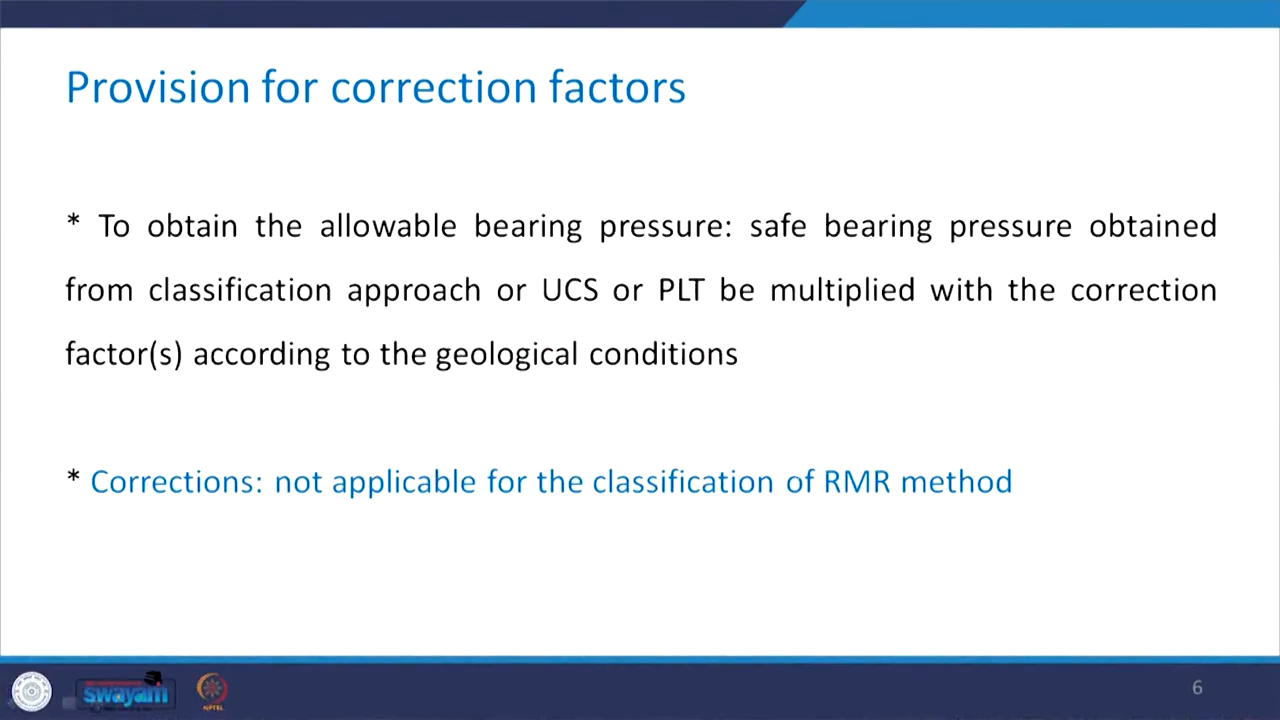 Provision for correction factors
* To obtain the allowable bearing pressure: safe bearing pressure obtained
from classification approach or UCS or PLT be multiplied with the correction
factor(s) according to the geological conditions
* Corrections: not applicable for the classification of RMR method
swayam
NPTEL
6